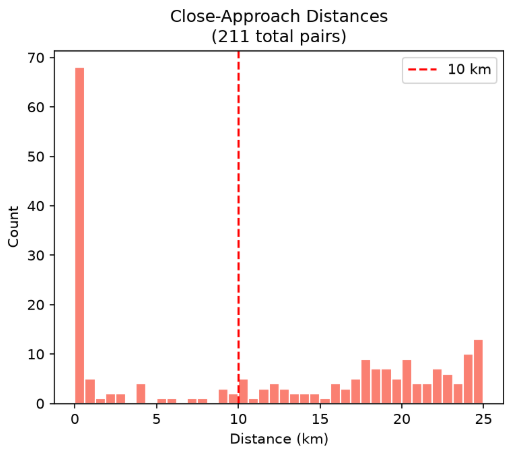 Close-Approach Distances
(211 total pairs)
10 km
70
60
50
40
30
20
10
0
0 5 10 15 20 25
Count
Distance (km)